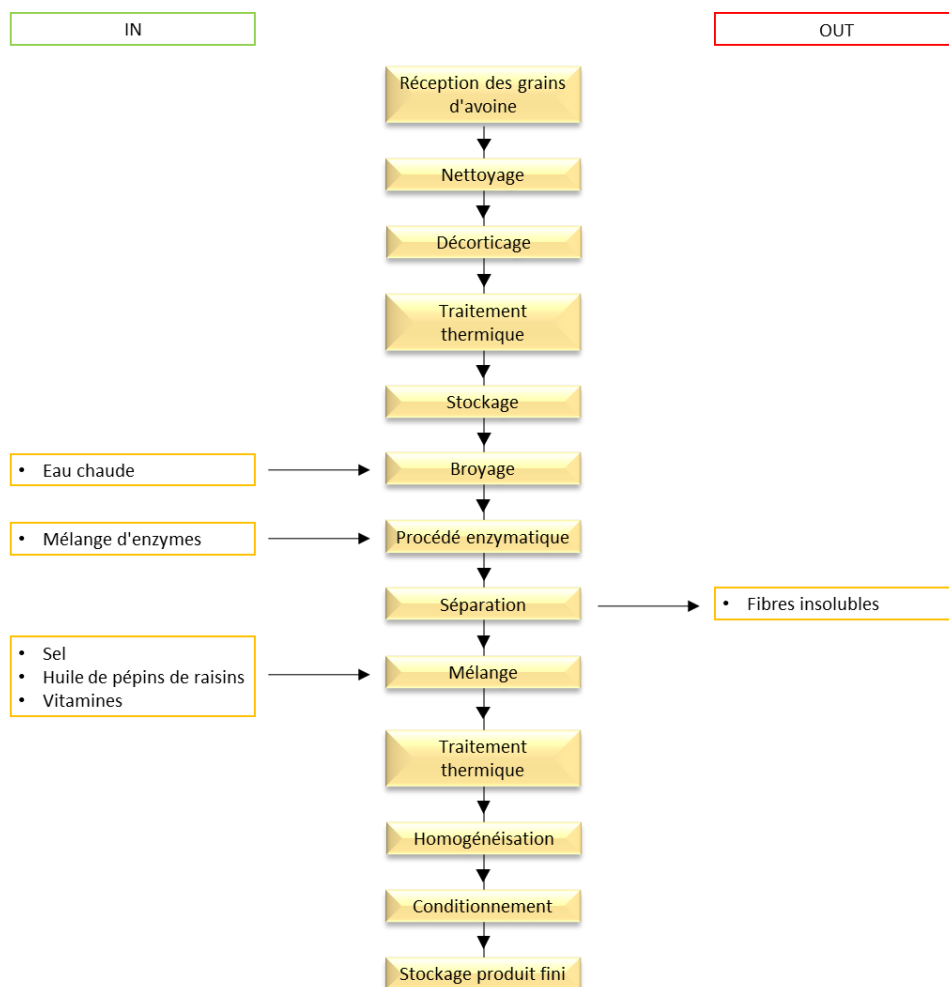 IN
OUT
Réception des grains
d'avoine
Nettoyage
Décorticage
Traitement
thermique
Stockage
• Eau chaude
Broyage
• Mélange d'enzymes
Procédé enzymatique
Séparation
• Fibres insolubles
• Sel
• Huile de pépins de raisins
• Vitamines
Mélange
Traitement
thermique
Homogénéisation
Conditionnement
Stockage produit fini